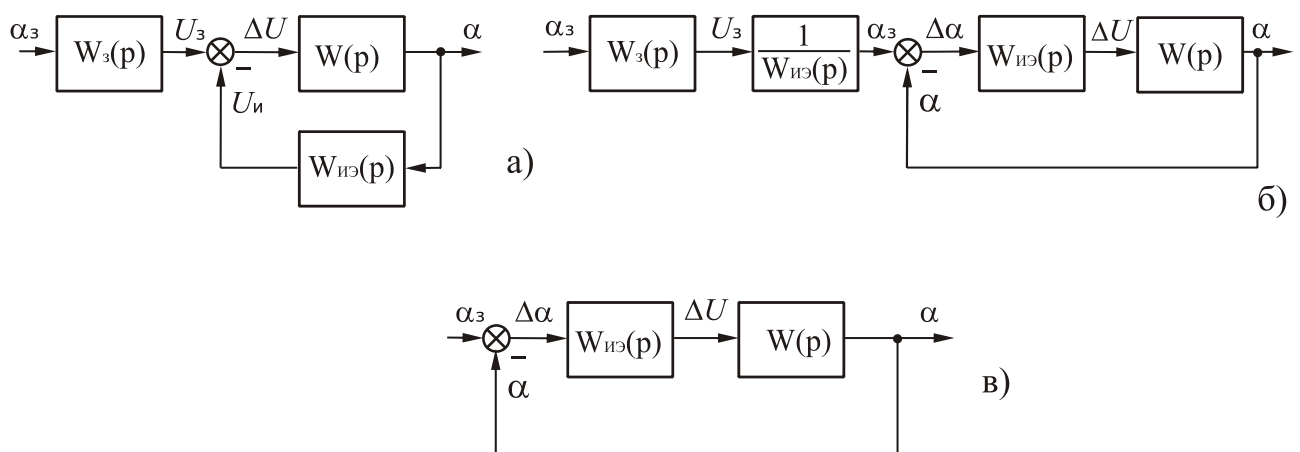 αз Wз(p) Uз ΔU W(p) α
– Uи
WИЭ(p)
а)
αз Wз(p) Uз 1/WИЭ(p) αз Δα WИЭ(p) ΔU W(p) α
– α
б)
αз Δα WИЭ(p) ΔU W(p) α
– α
в)